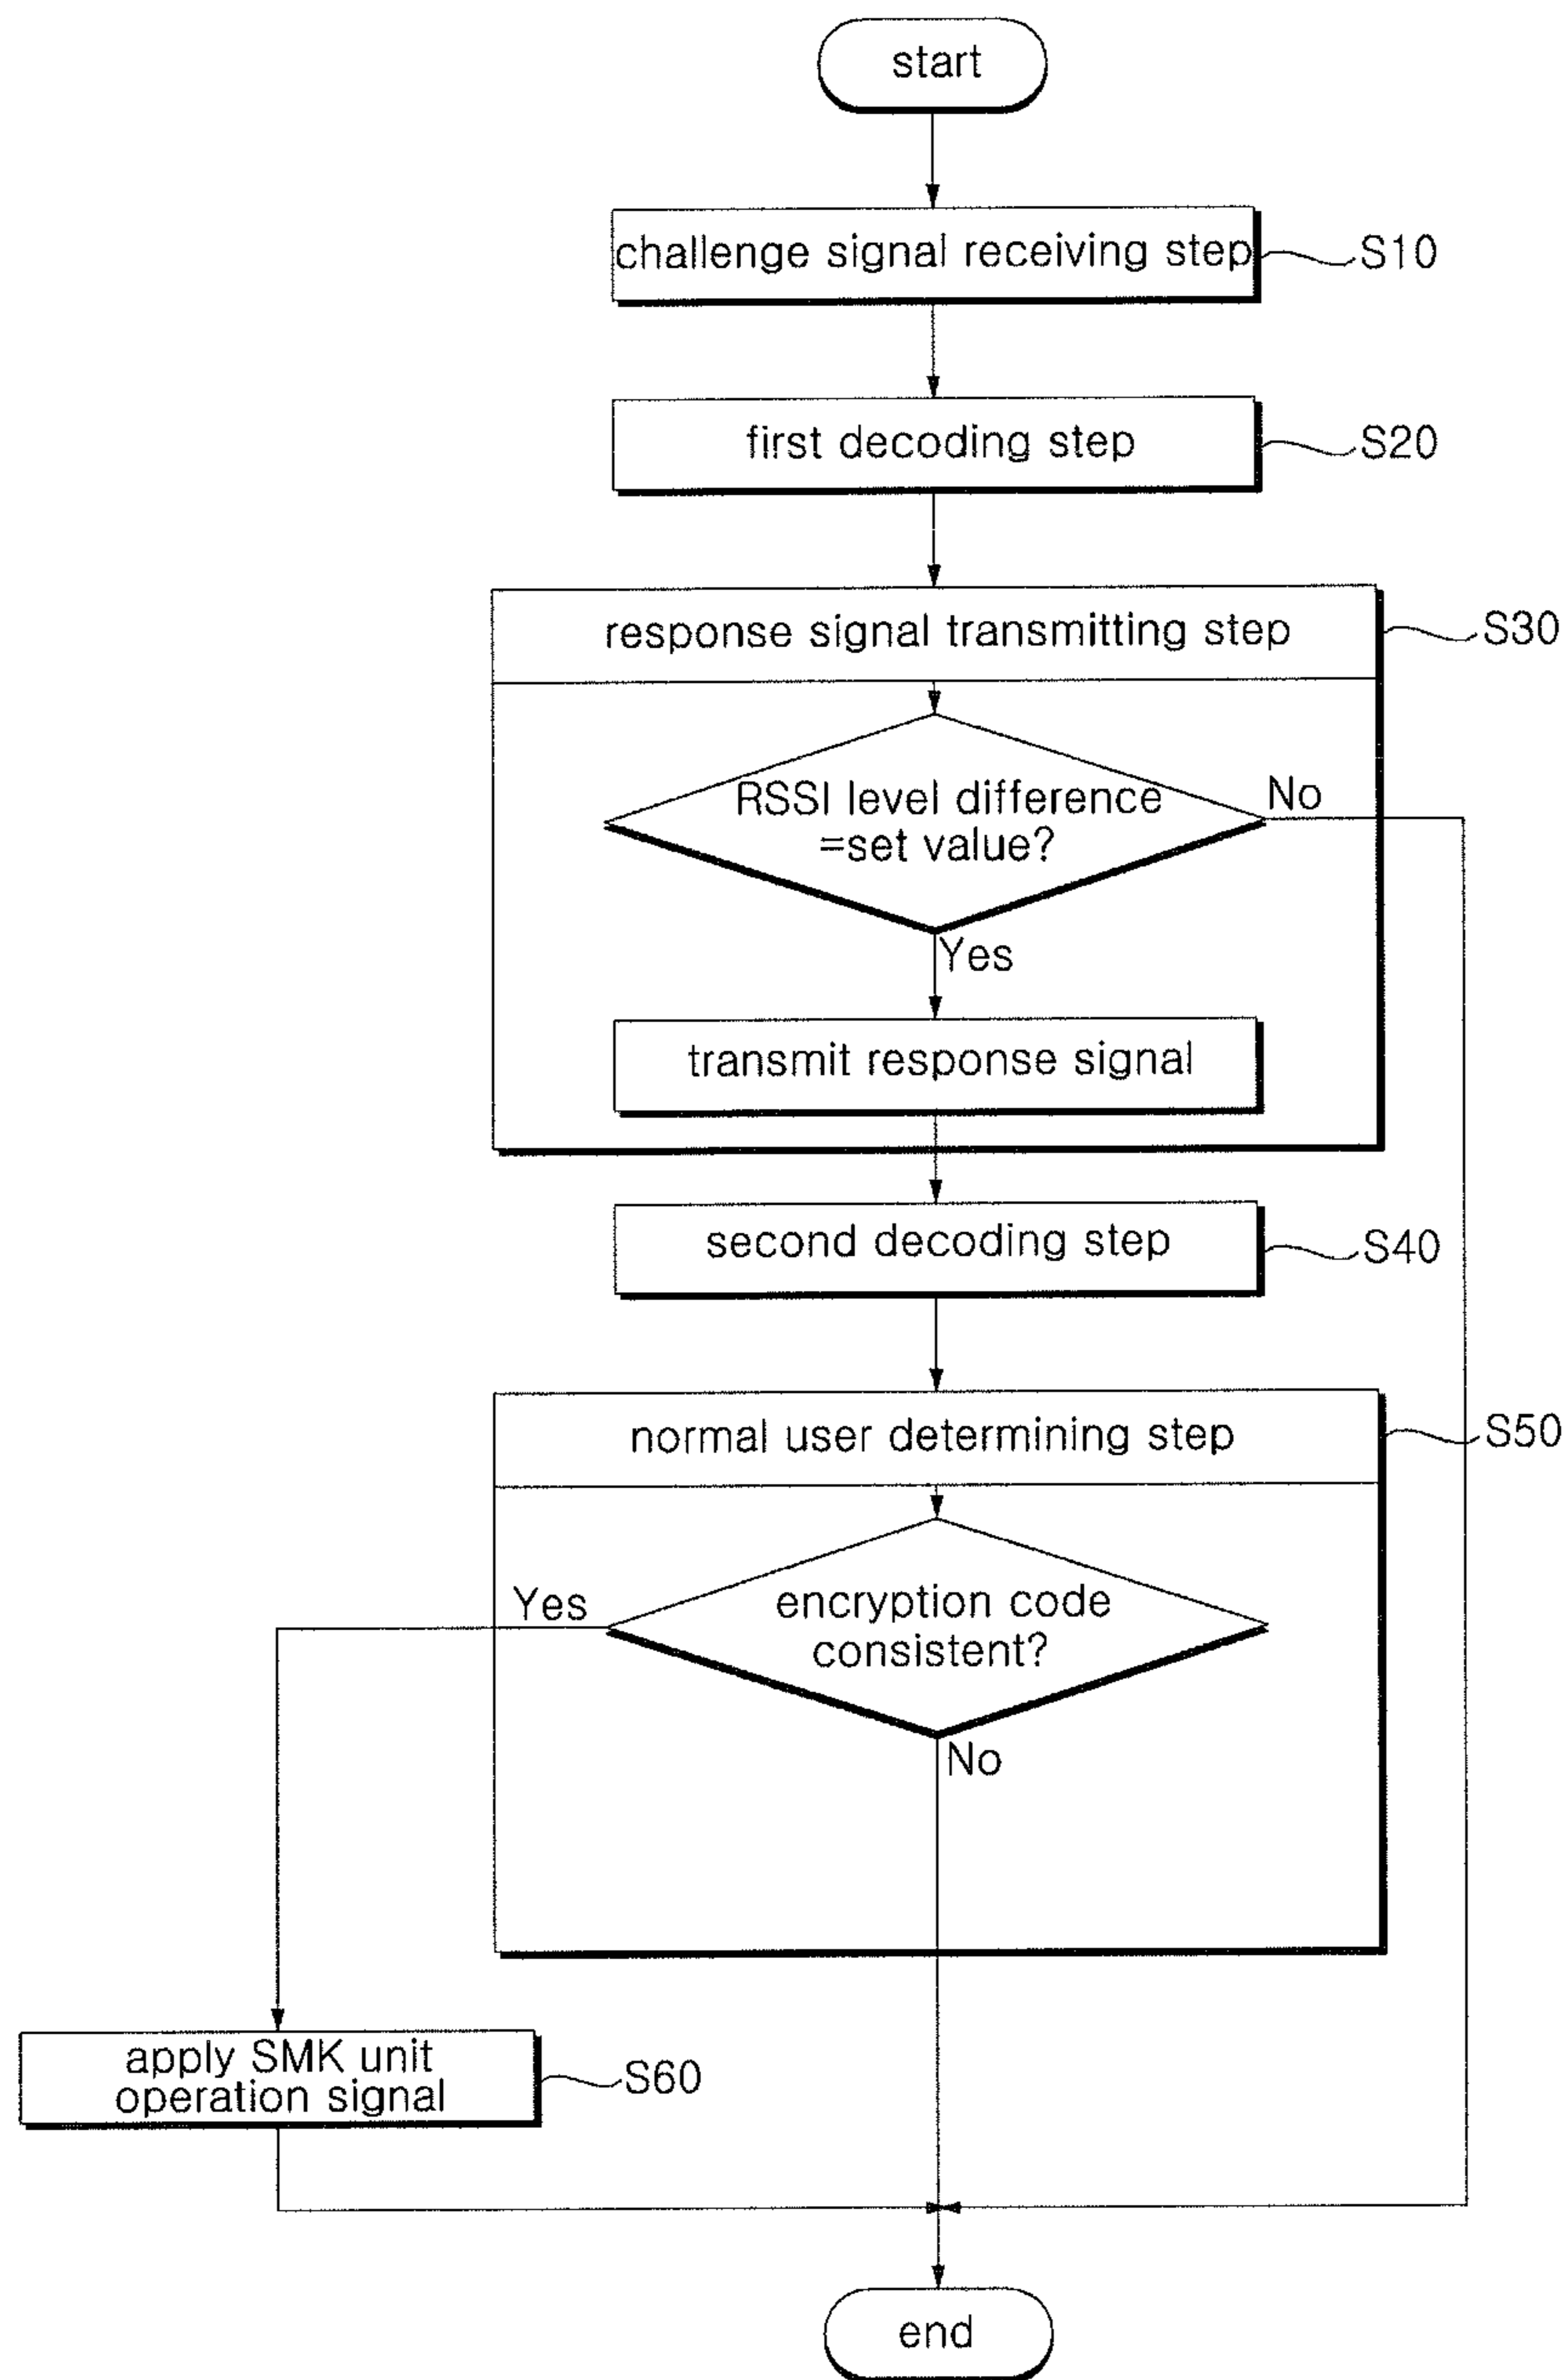 start
challenge signal receiving step
S10
first decoding step
S20
response signal transmitting step
S30
RSSI level difference
=set value?
No
Yes
transmit response signal
second decoding step
S40
normal user determining step
S50
encryption code
consistent?
Yes
No
apply SMK unit
operation signal
S60
end